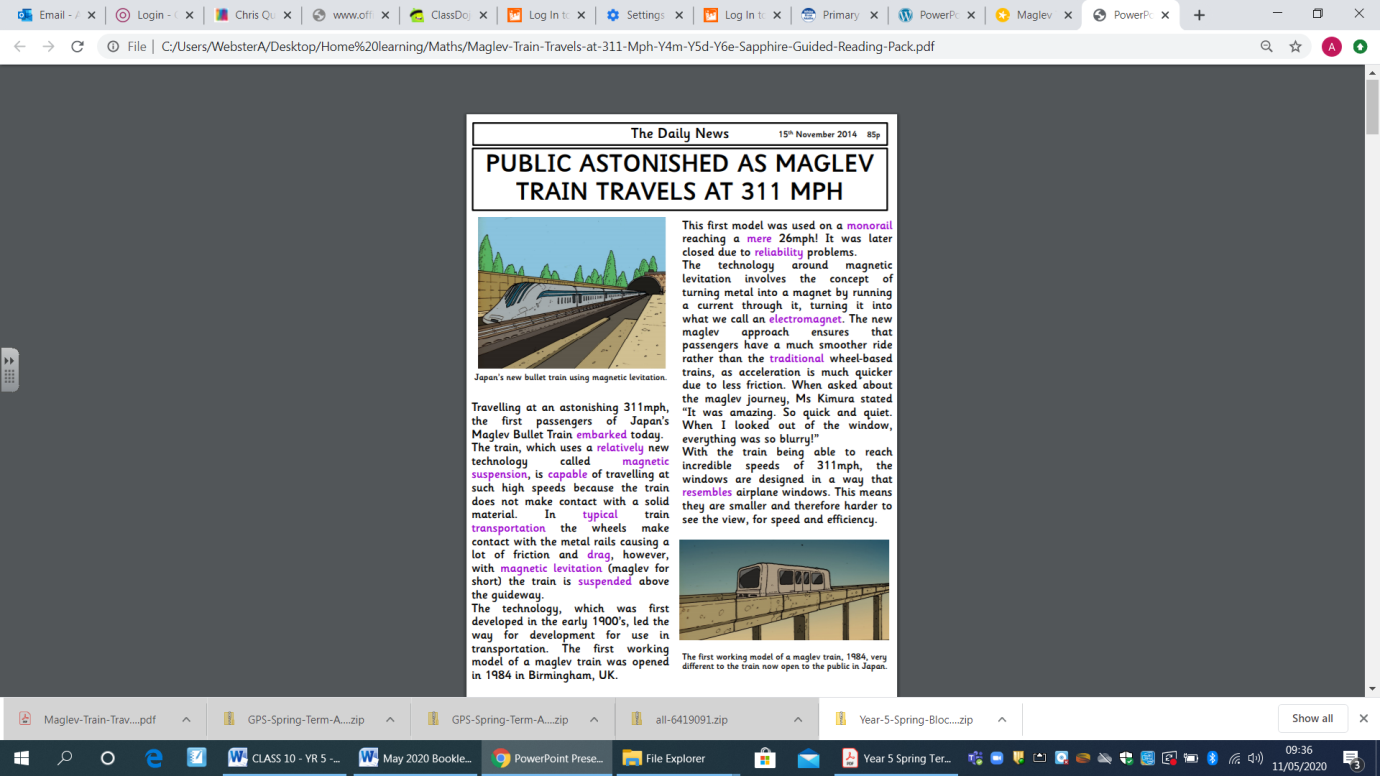 Email - A
Login - C
Chris Qu
www.offi
ClassDoj
Log In to
Settings
Log In to
Primary
PowerPo
Maglev
PowerPo
File | C:/Users/WebsterA/Desktop/Home%20learning/Maths/Maglev-Train-Travels-at-311-Mph-Y4m-Y5d-Y6e-Sapphire-Guided-Reading-Pack.pdf
A
The Daily News 15th November 2014 85p
PUBLIC ASTONISHED AS MAGLEV
TRAIN TRAVELS AT 311 MPH
Japan's new bullet train using magnetic levitation.
Travelling at an astonishing 311mph,
the first passengers of Japan's
Maglev Bullet Train embarked today.
The train, which uses a relatively new
technology called magnetic
suspension, is capable of travelling at
such high speeds because the train
does not make contact with a solid
material. In typical train
transportation the wheels make
contact with the metal rails causing a
lot of friction and drag, however,
with magnetic levitation (maglev for
short) the train is suspended above
the guideway.
The technology, which was first
developed in the early 1900's, led the
way for development for use in
transportation. The first working
model of a maglev train was opened
in 1984 in Birmingham, UK.
This first model was used on a monorail
reaching a mere 26mph! It was later
closed due to reliability problems.
The technology around magnetic
levitation involves the concept of
turning metal into a magnet by running
a current through it, turning it into
what we call an electromagnet. The new
maglev approach ensures that
passengers have a much smoother ride
rather than the traditional wheel-based
trains, as acceleration is much quicker
due to less friction. When asked about
the maglev journey, Ms Kimura stated
"It was amazing. So quick and quiet.
When I looked out of the window,
everything was so blurry!"
With the train being able to reach
incredible speeds of 311mph, the
windows are designed in a way that
resembles airplane windows. This means
they are smaller and therefore harder to
see the view, for speed and efficiency.
The first working model of a maglev train, 1984, very
different to the train now open to the public in Japan.
Maglev-Train-Trav....pdf
GPS-Spring-Term-A....zip
GPS-Spring-Term-A....zip
all-6419091.zip
Year-5-Spring-Bloc....zip
Show all
CLASS 10 - YR 5 -...
May 2020 Bookle...
PowerPoint Prese...
File Explorer
Year 5 Spring Ter...
09:36
11/05/2020
3